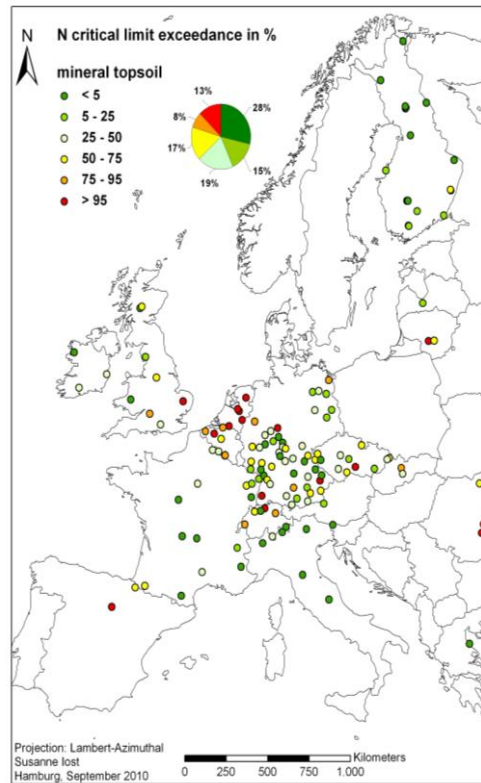 N critical limit exceedance in %
N
mineral topsoil
< 5
5 - 25
25 - 50
50 - 75
75 - 95
> 95
13%
8%
28%
17%
15%
19%
Projection: Lambert-Azimuthal
Susanne Iost
Hamburg, September 2010
Kilometers
0 250 500 750 1.000